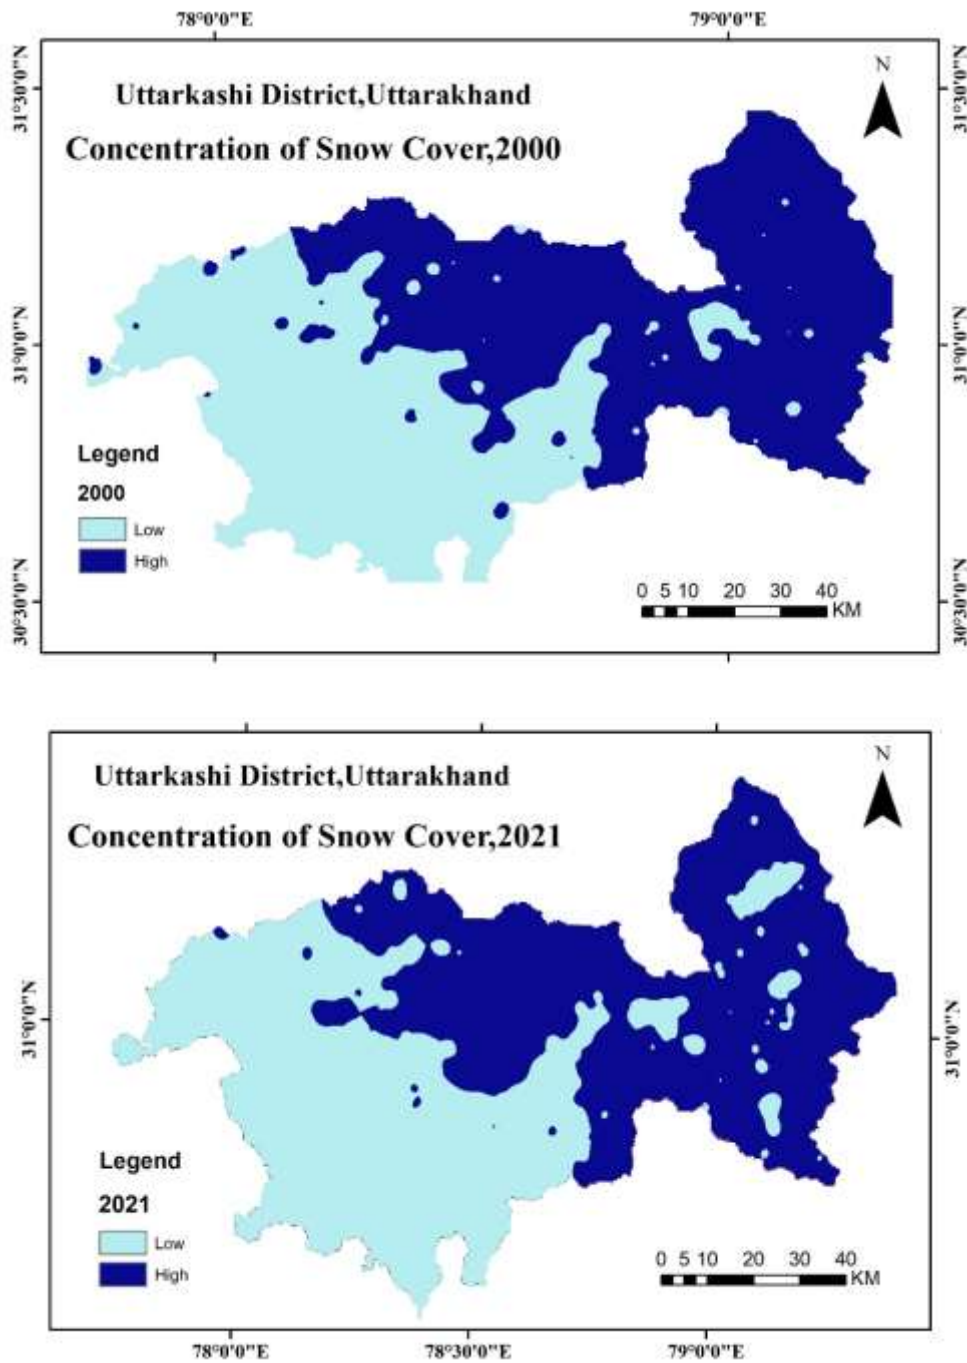 78°0'0"E 79°0'0"E
31°30'0"N 31°30'0"N
N
Uttarkashi District,Uttarakhand
Concentration of Snow Cover,2000
31°0'0"N 31°0'0"N
Legend
2000
Low
High
0 5 10 20 30 40
KM
30°30'0"N 30°30'0"N
N
Uttarkashi District,Uttarakhand
Concentration of Snow Cover,2021
31°0'0"N 31°0'0"N
Legend
2021
Low
High
0 5 10 20 30 40
KM
78°0'0"E 78°30'0"E 79°0'0"E